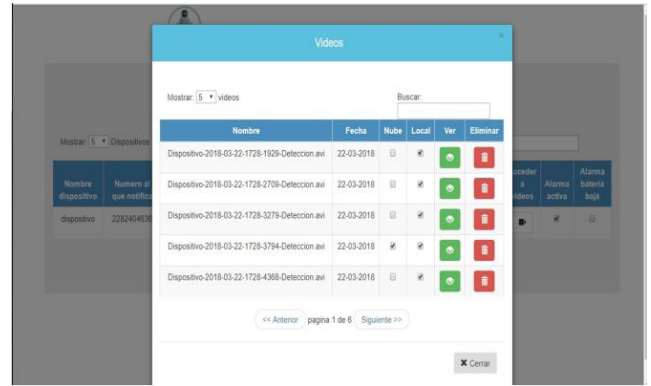 Videos
×
Mostrar: 5 videos
Buscar:
Nombre Fecha Nube Local Ver Eliminar
Dispositivo-2018-03-22-1728-1929-Deteccion.avi 22-03-2018
Dispositivo-2018-03-22-1728-2709-Deteccion.avi 22-03-2018
Dispositivo-2018-03-22-1728-3279-Deteccion.avi 22-03-2018
Dispositivo-2018-03-22-1728-3794-Deteccion.avi 22-03-2018
Dispositivo-2018-03-22-1728-4368-Deteccion.avi 22-03-2018
<< Anterior pagina 1 de 6 Siguiente >>
Cerrar
Mostrar: 5 Dispositivos
Nombre dispositivo
Numero al que notifica
a videos
Alarma activa
Alarma bateria baja
dispositivo 2282404636